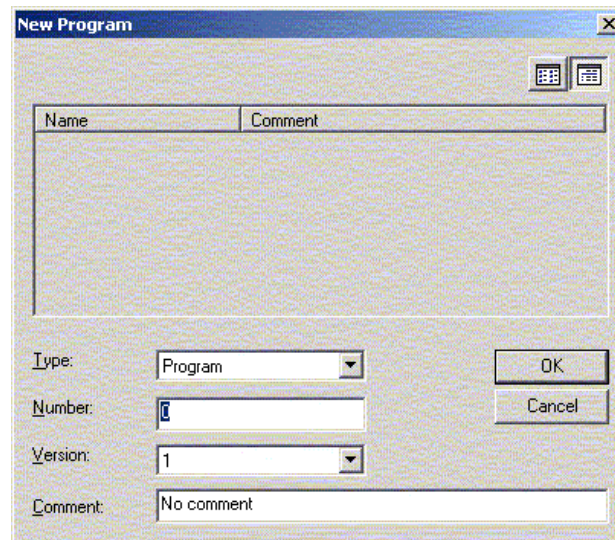 New Program
Name Comment
Type: Program OK
Number: 0 Cancel
Version: 1
Comment: No comment